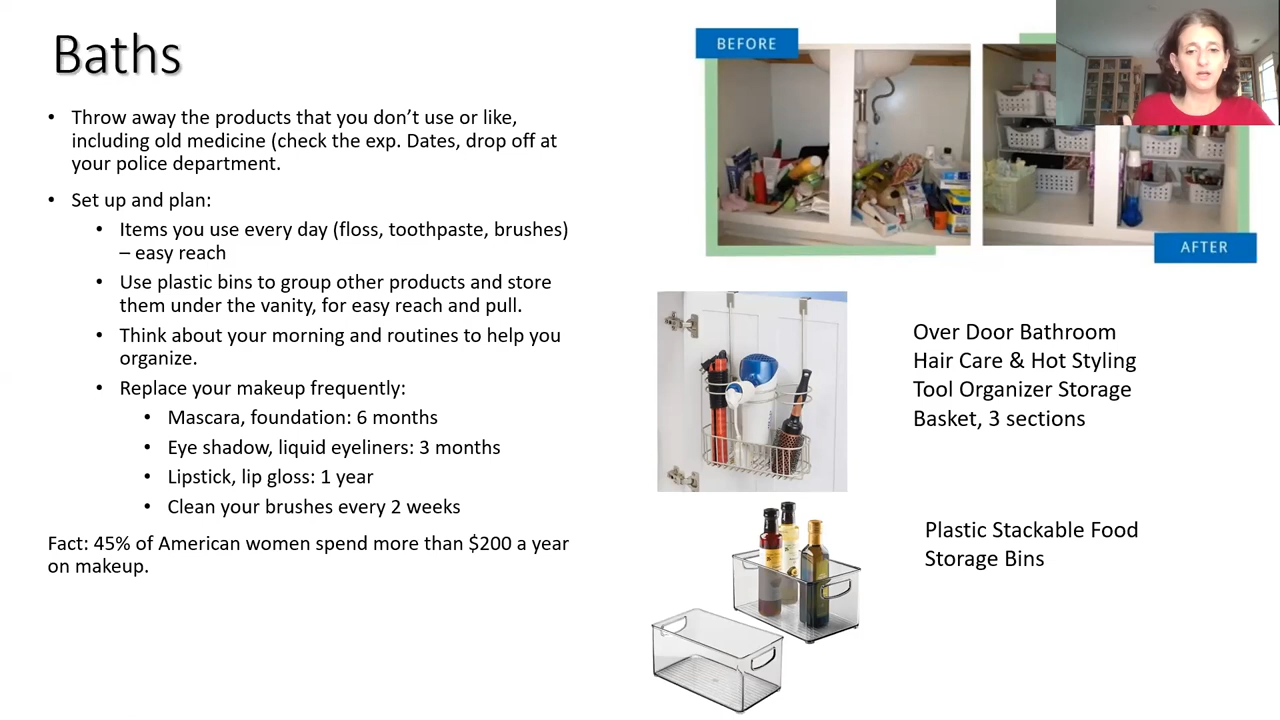 Baths
• Throw away the products that you don’t use or like,
including old medicine (check the exp. Dates, drop off at
your police department.
• Set up and plan:
• Items you use every day (floss, toothpaste, brushes)
– easy reach
• Use plastic bins to group other products and store
them under the vanity, for easy reach and pull.
• Think about your morning and routines to help you
organize.
• Replace your makeup frequently:
• Mascara, foundation: 6 months
• Eye shadow, liquid eyeliners: 3 months
• Lipstick, lip gloss: 1 year
• Clean your brushes every 2 weeks
Fact: 45% of American women spend more than $200 a year
on makeup.
BEFORE
AFTER
Over Door Bathroom
Hair Care & Hot Styling
Tool Organizer Storage
Basket, 3 sections
Plastic Stackable Food
Storage Bins